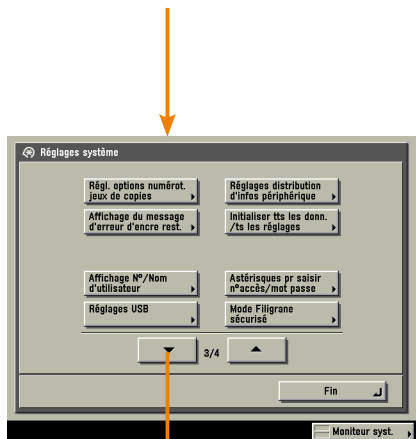 Réglages système
Régl. options numérot.
jeux de copies
Réglages distribution
d'infos périphérique
Affichage du message
d'erreur d'encre rest.
Initialiser tts les donn.
/ts les réglages
Affichage Nº/Nom
d'utilisateur
Astérisques pr saisir
nºaccès/mot passe
Réglages USB
Mode Filigrane
sécurisé
3/4
Fin
Moniteur syst.